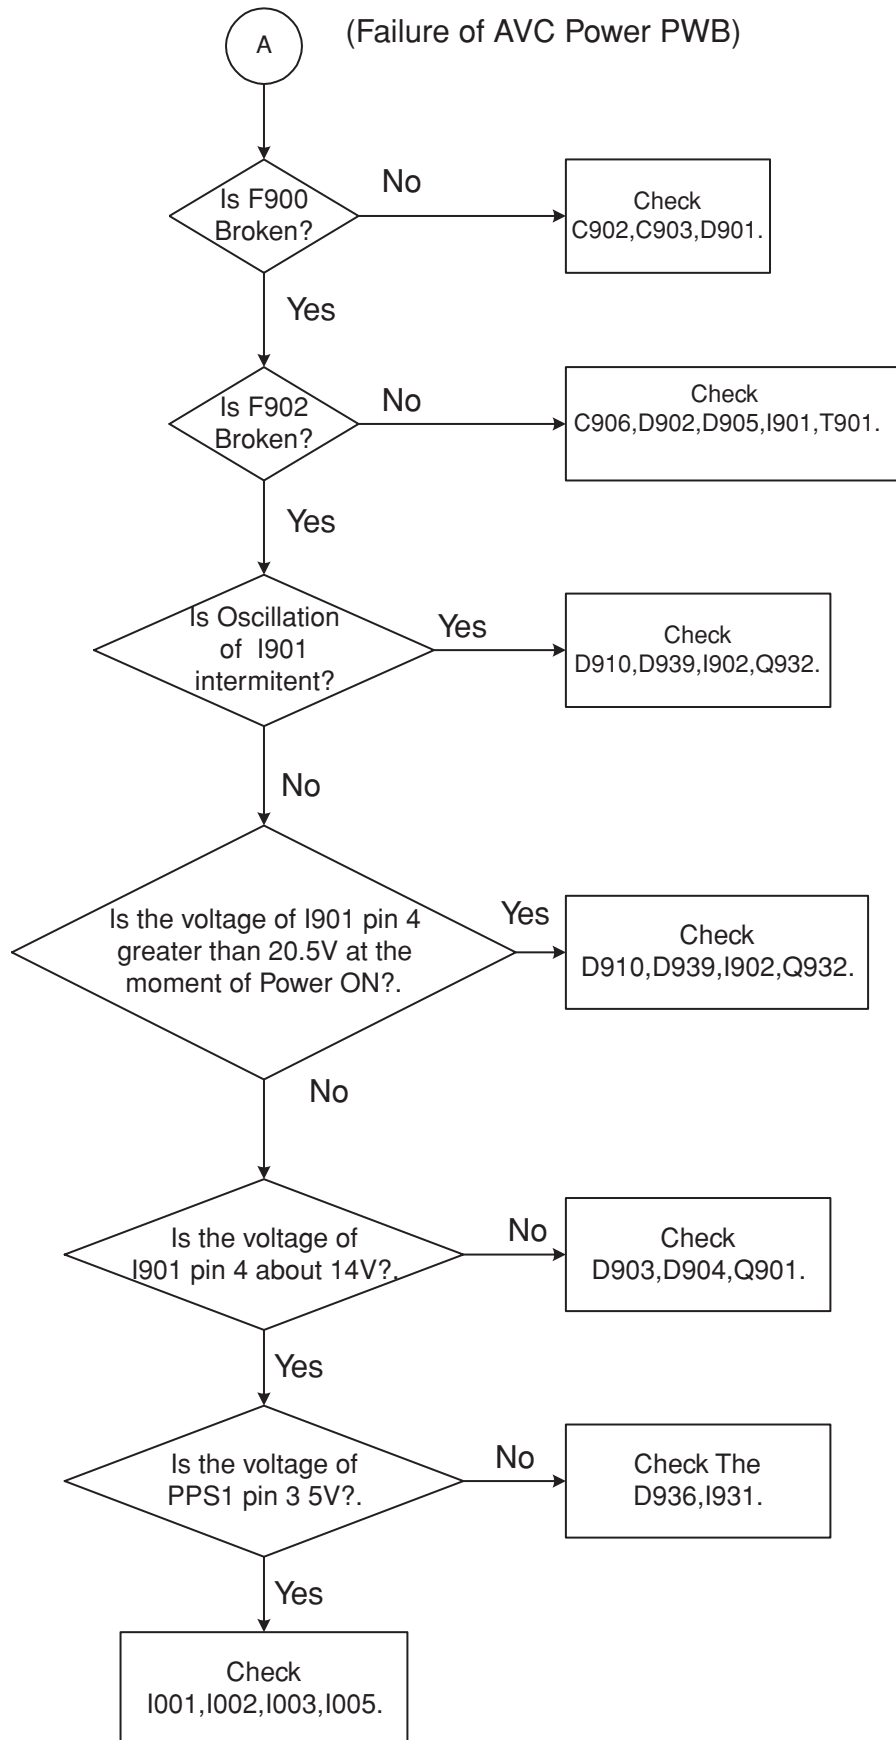 A
(Failure of AVC Power PWB)
Is F900
Broken?
No
Check
C902,C903,D901.
Yes
Is F902
Broken?
No
Check
C906,D902,D905,I901,T901.
Yes
Is Oscillation
of I901
intermitent?
Yes
Check
D910,D939,I902,Q932.
No
Is the voltage of I901 pin 4
greater than 20.5V at the
moment of Power ON?.
Yes
Check
D910,D939,I902,Q932.
No
Is the voltage of
I901 pin 4 about 14V?.
No
Check
D903,D904,Q901.
Yes
Is the voltage of
PPS1 pin 3 5V?.
No
Check The
D936,I931.
Yes
Check
I001,I002,I003,I005.